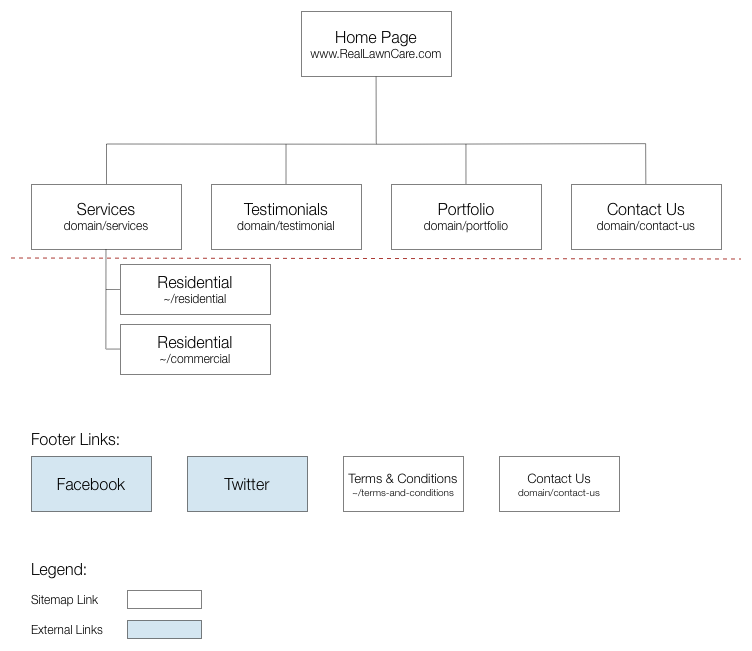 Home Page
www.RealLawnCare.com
Services
domain/services
Testimonials
domain/testimonial
Portfolio
domain/portfolio
Contact Us
domain/contact-us
Residential
~/residential
Residential
~/commercial
Footer Links:
Facebook
Twitter
Terms & Conditions
~/terms-and-conditions
Contact Us
domain/contact-us
Legend:
Sitemap Link
External Links